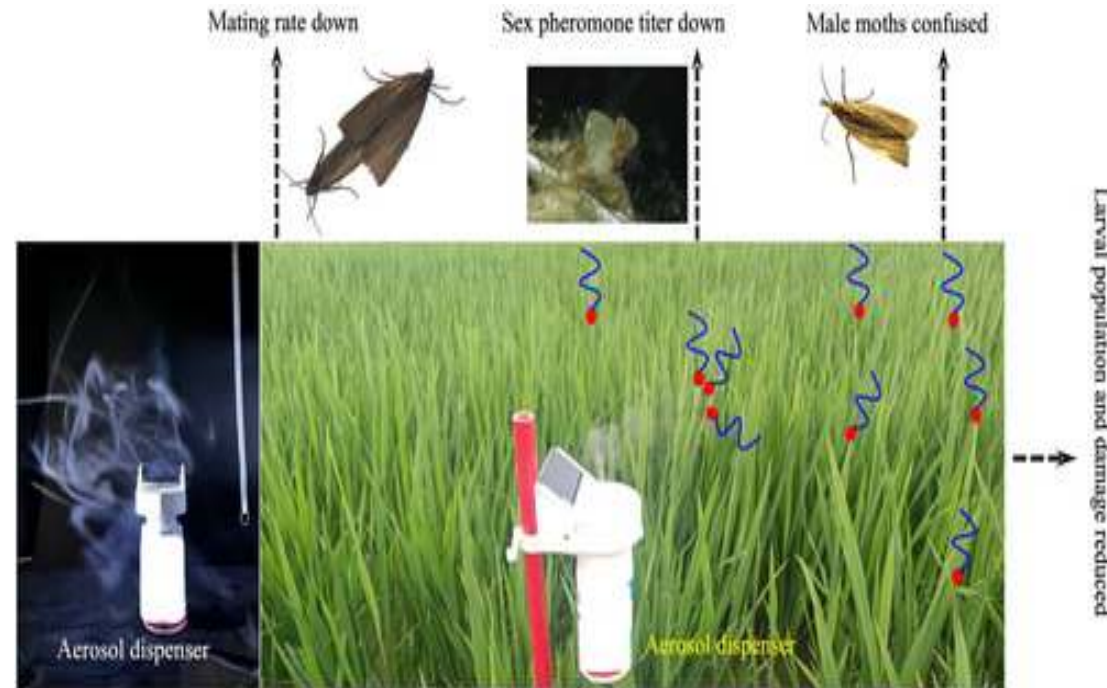 Mating rate down
Sex pheromone titer down
Male moths confused
Larval population and damage reduced
Aerosol dispenser
Aerosol dispenser